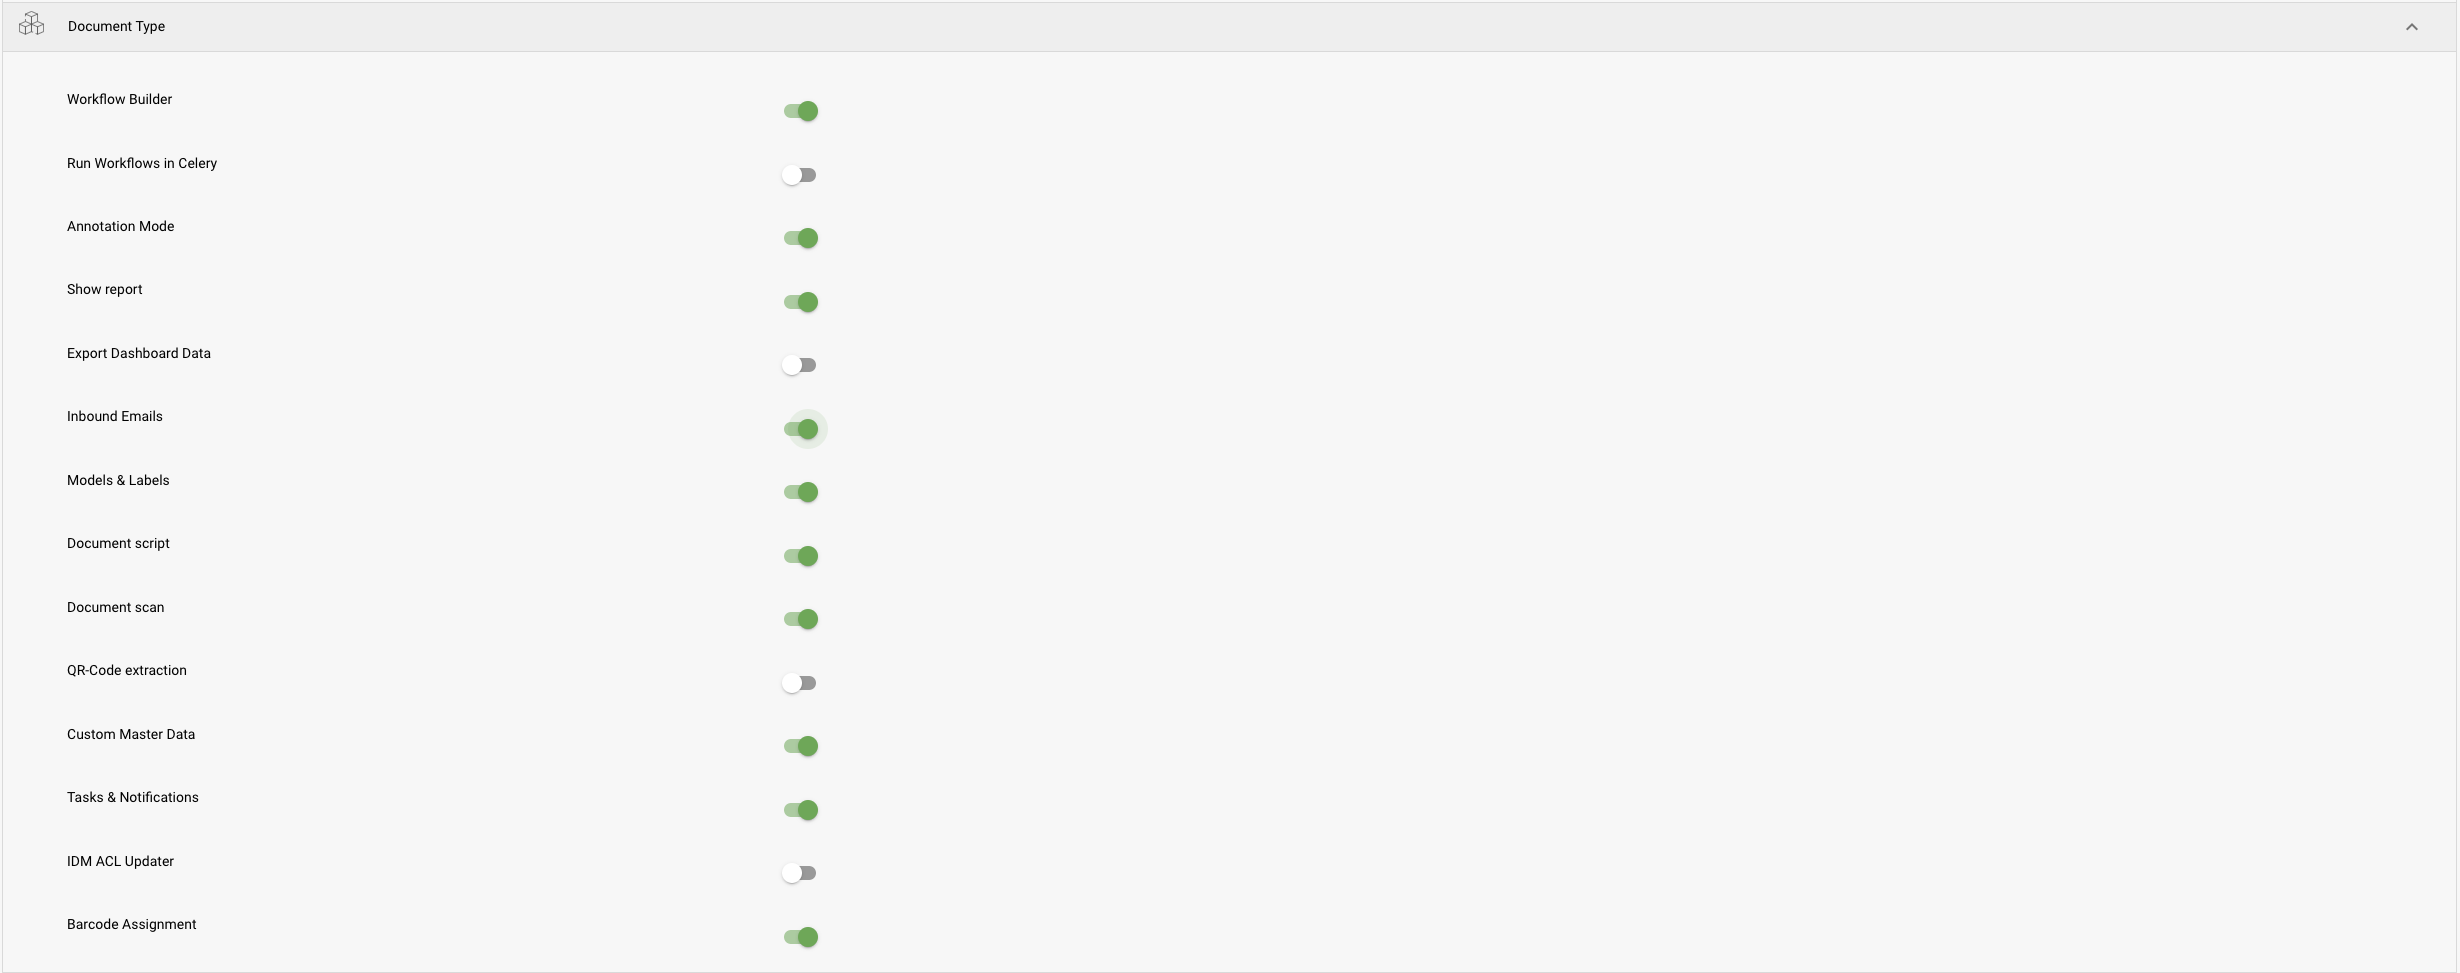 Document Type
Workflow Builder
Run Workflows in Celery
Annotation Mode
Show report
Export Dashboard Data
Inbound Emails
Models & Labels
Document script
Document scan
QR-Code extraction
Custom Master Data
Tasks & Notifications
IDM ACL Updater
Barcode Assignment